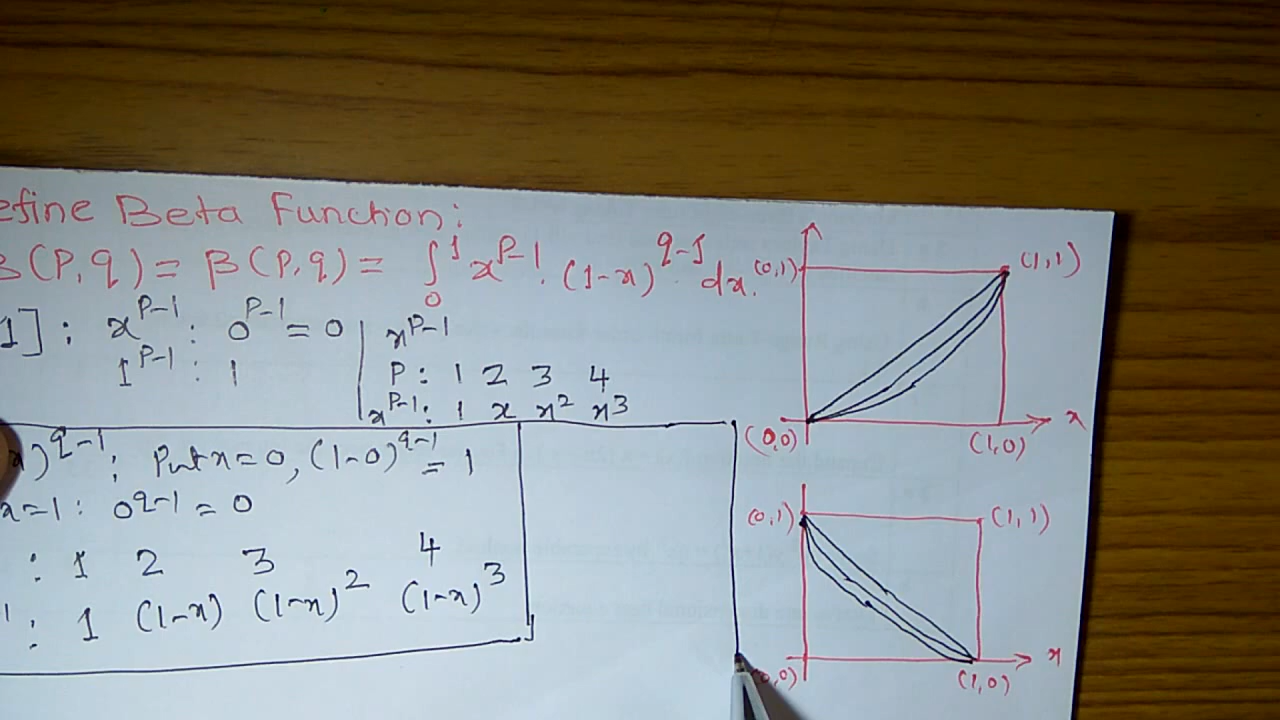 efine Beta Function:
B(P,q) = β(P,q) = ∫₀¹ x^{P-1} · (1-x)^{q-1} dx.
1] : x^{P-1} : 0^{P-1} = 0
1^{P-1} : 1
x^{P-1}
P : 1 2 3 4
x^{P-1} : 1 x x² x³
x)^{q-1} : Put x=0, (1-0)^{q-1} = 1
x=1 : 0^{q-1} = 0
: 1 2 3 4
1 : 1 (1-x) (1-x)² (1-x)³
(0,1) (1,1)
(0,0) (1,0) x
(0,1) (1,1)
(0,0) (1,0) x